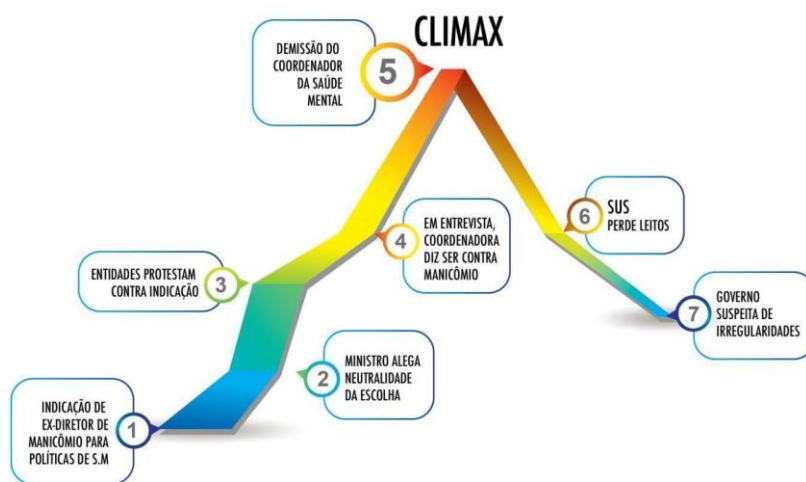 CLIMAX
DEMISSÃO DO
COORDENADOR
DA SAÚDE
MENTAL
5
6
SUS
PERDE LEITOS
4
EM ENTREVISTA,
COORDENADORA
DIZ SER CONTRA
MANICÔMIO
ENTIDADES PROTESTAM
CONTRA INDICAÇÃO
3
7
GOVERNO
SUSPEITA DE
IRREGULARIDADES
2
MINISTRO ALEGA
NEUTRALIDADE
DA ESCOLHA
INDICAÇÃO DE
EX-DIRETOR DE
MANICÔMIO PARA
POLÍTICAS DE S.M
1